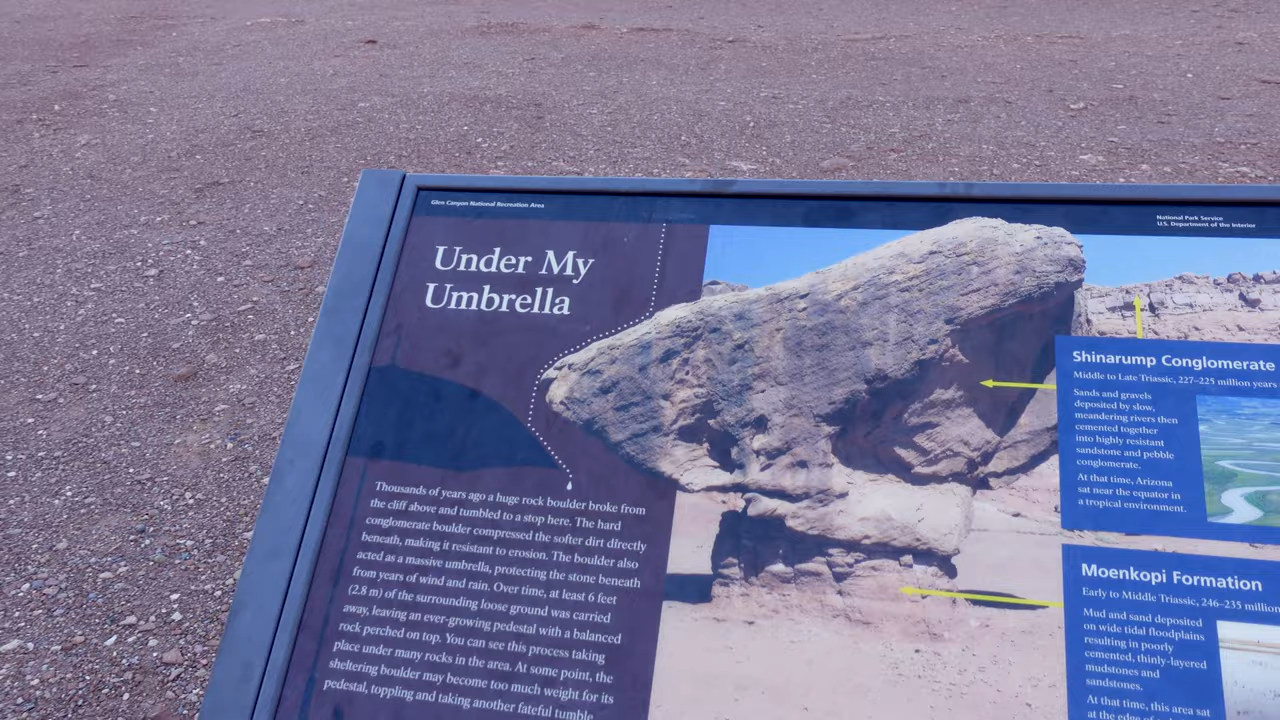 Glen Canyon National Recreation Area
National Park Service
U.S. Department of the Interior
Under My
Umbrella
Thousands of years ago a huge rock boulder broke from
the cliff above and tumbled to a stop here. The hard
conglomerate boulder compressed the softer dirt directly
beneath, making it resistant to erosion. The boulder also
acted as a massive umbrella, protecting the stone beneath
from years of wind and rain. Over time, at least 6 feet
(2.8 m) of the surrounding loose ground was carried
away, leaving an ever-growing pedestal with a balanced
rock perched on top. You can see this process taking
place under many rocks in the area. At some point, the
sheltering boulder may become too much weight for its
pedestal, toppling and taking another fateful tumble
Shinarump Conglomerate
Middle to Late Triassic, 227–225 million years
Sands and gravels
deposited by slow,
meandering rivers then
cemented together
into highly resistant
sandstone and pebble
conglomerate.
At that time, Arizona
sat near the equator in
a tropical environment.
Moenkopi Formation
Early to Middle Triassic, 246–235 million
Mud and sand deposited
on wide tidal floodplains
resulting in poorly
cemented, thinly-layered
mudstones and
sandstones.
At that time, this area sat
at the edge of